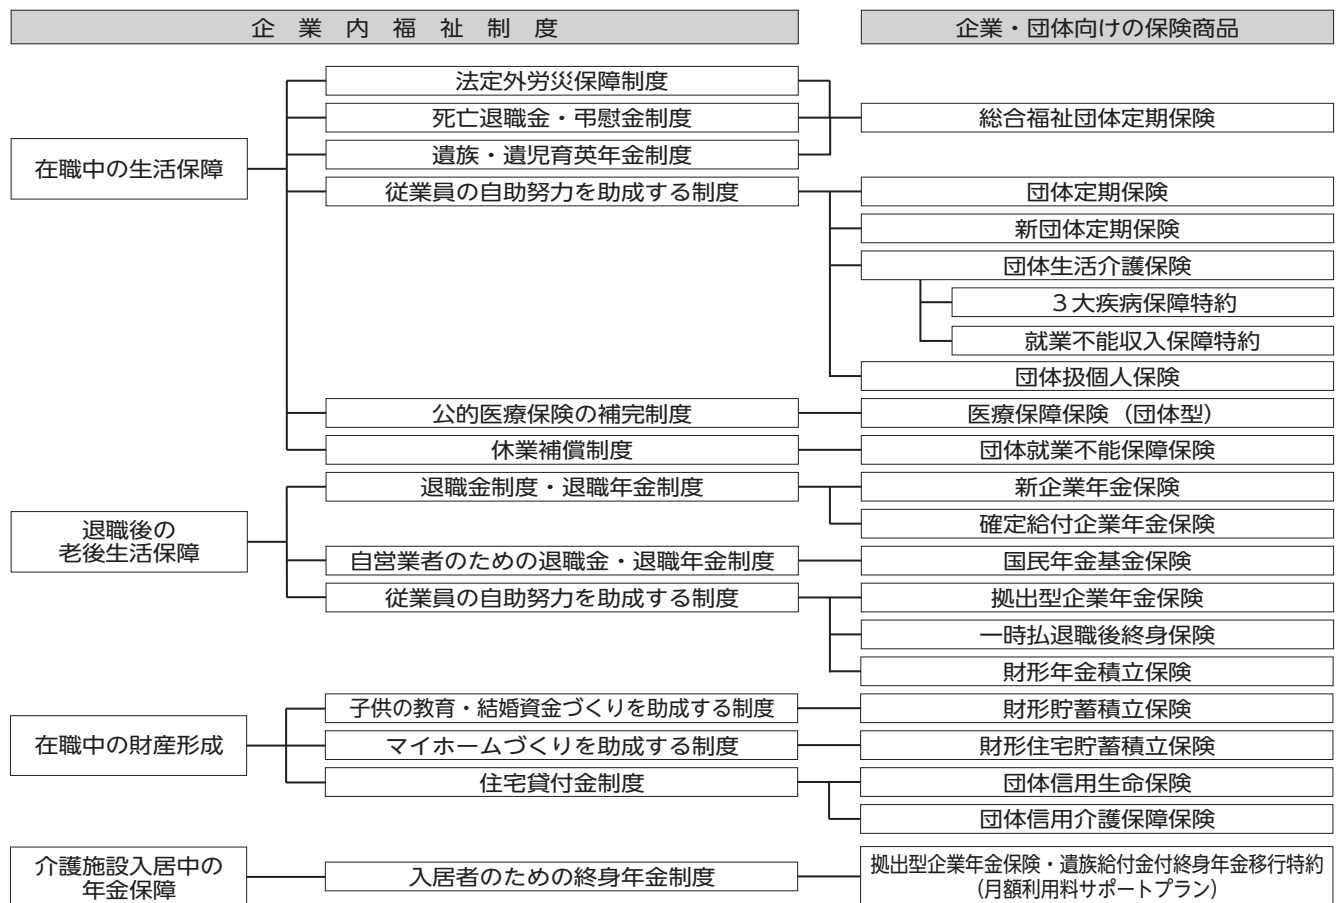 企業内福祉制度
企業・団体向けの保険商品
在職中の生活保障
法定外労災保障制度
死亡退職金・弔慰金制度
遺族・遺児育英年金制度
総合福祉団体定期保険
従業員の自助努力を助成する制度
団体定期保険
新団体定期保険
団体生活介護保険
3大疾病保障特約
就業不能収入保障特約
団体扱個人保険
公的医療保険の補完制度
医療保障保険（団体型）
休業補償制度
団体就業不能保障保険
退職後の
老後生活保障
退職金制度・退職年金制度
新企業年金保険
確定給付企業年金保険
自営業者のための退職金・退職年金制度
国民年金基金保険
従業員の自助努力を助成する制度
拠出型企業年金保険
一時払退職後終身保険
財形年金積立保険
在職中の財産形成
子供の教育・結婚資金づくりを助成する制度
財形貯蓄積立保険
マイホームづくりを助成する制度
財形住宅貯蓄積立保険
住宅貸付金制度
団体信用生命保険
団体信用介護保障保険
介護施設入居中の
年金保障
入居者のための終身年金制度
拠出型企業年金保険・遺族給付金付終身年金移行特約
（月額利用料サポートプラン）